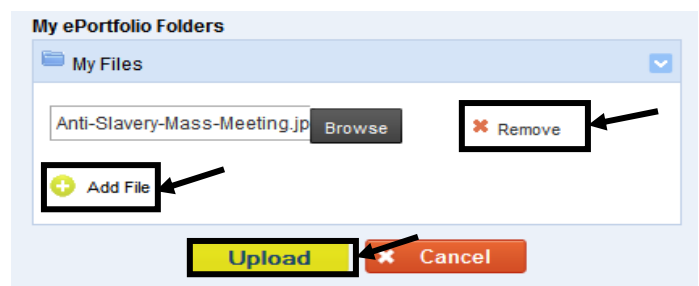 My ePortfolio Folders
My Files
Anti-Slavery-Mass-Meeting.jp Browse Remove
Add File
Upload Cancel